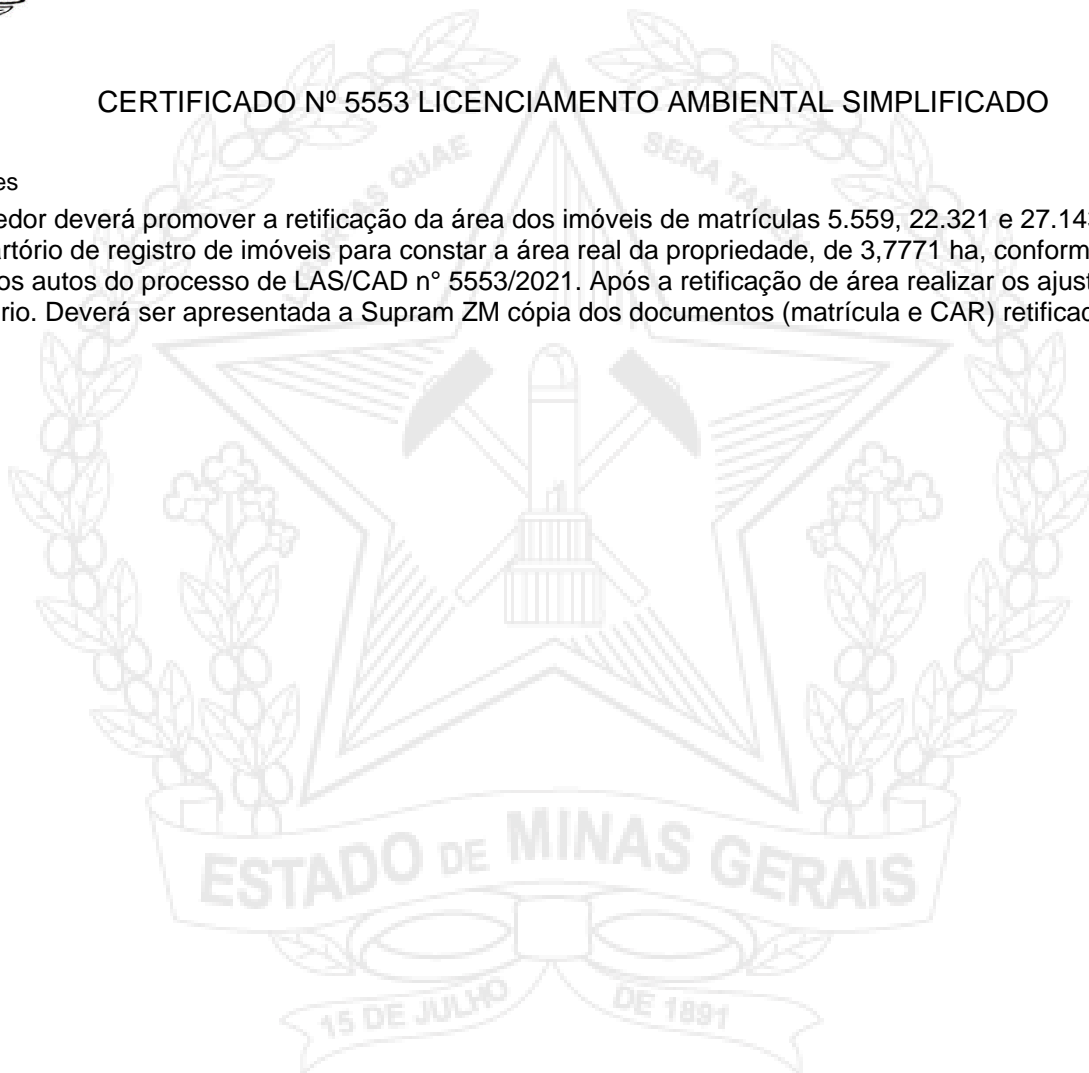 CERTIFICADO Nº 5553 LICENCIAMENTO AMBIENTAL SIMPLIFICADO
es
edor deverá promover a retificação da área dos imóveis de matrículas 5.559, 22.321 e 27.143
artório de registro de imóveis para constar a área real da propriedade, de 3,7771 ha, conform
os autos do processo de LAS/CAD n° 5553/2021. Após a retificação de área realizar os ajust
rio. Deverá ser apresentada a Supram ZM cópia dos documentos (matrícula e CAR) retificad
QUAE SERA
ESTADO DE MINAS GERAIS
15 DE JULHO DE 1891